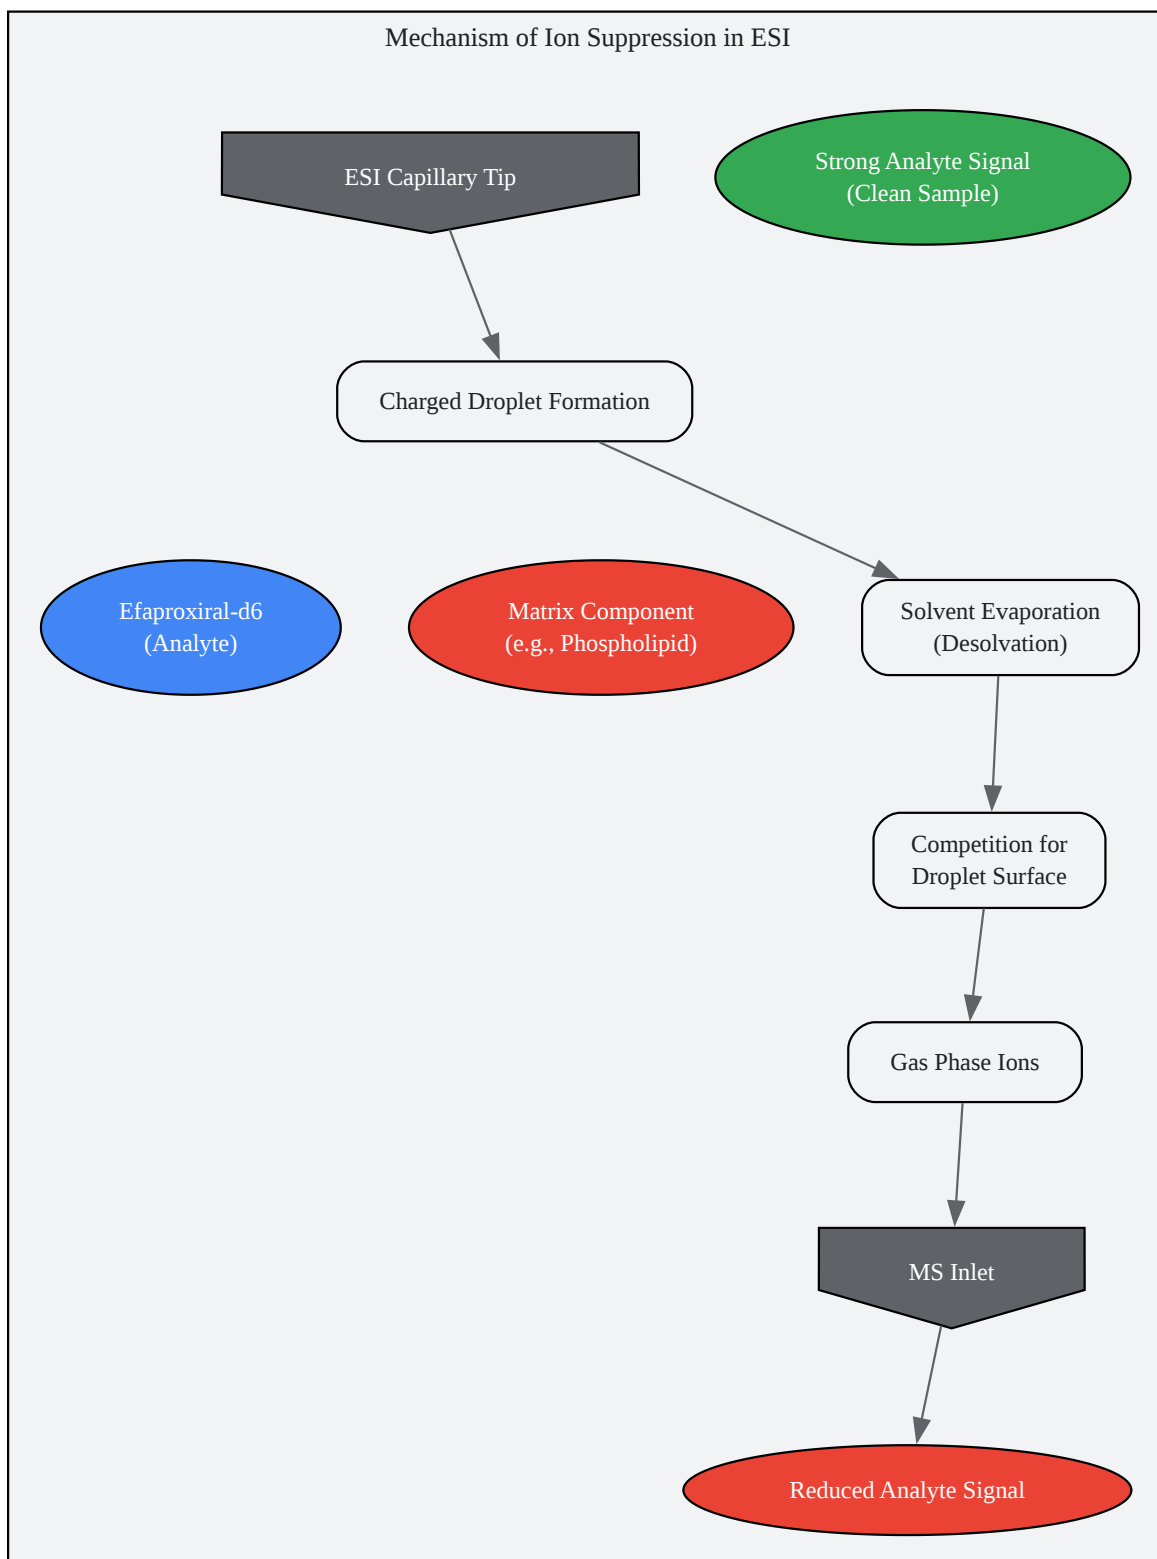 Mechanism of Ion Suppression in ESI
ESI Capillary Tip
Strong Analyte Signal
(Clean Sample)
Charged Droplet Formation
Efaproxiral-d6
(Analyte)
Matrix Component
(e.g., Phospholipid)
Solvent Evaporation
(Desolvation)
Competition for
Droplet Surface
Gas Phase Ions
MS Inlet
Reduced Analyte Signal